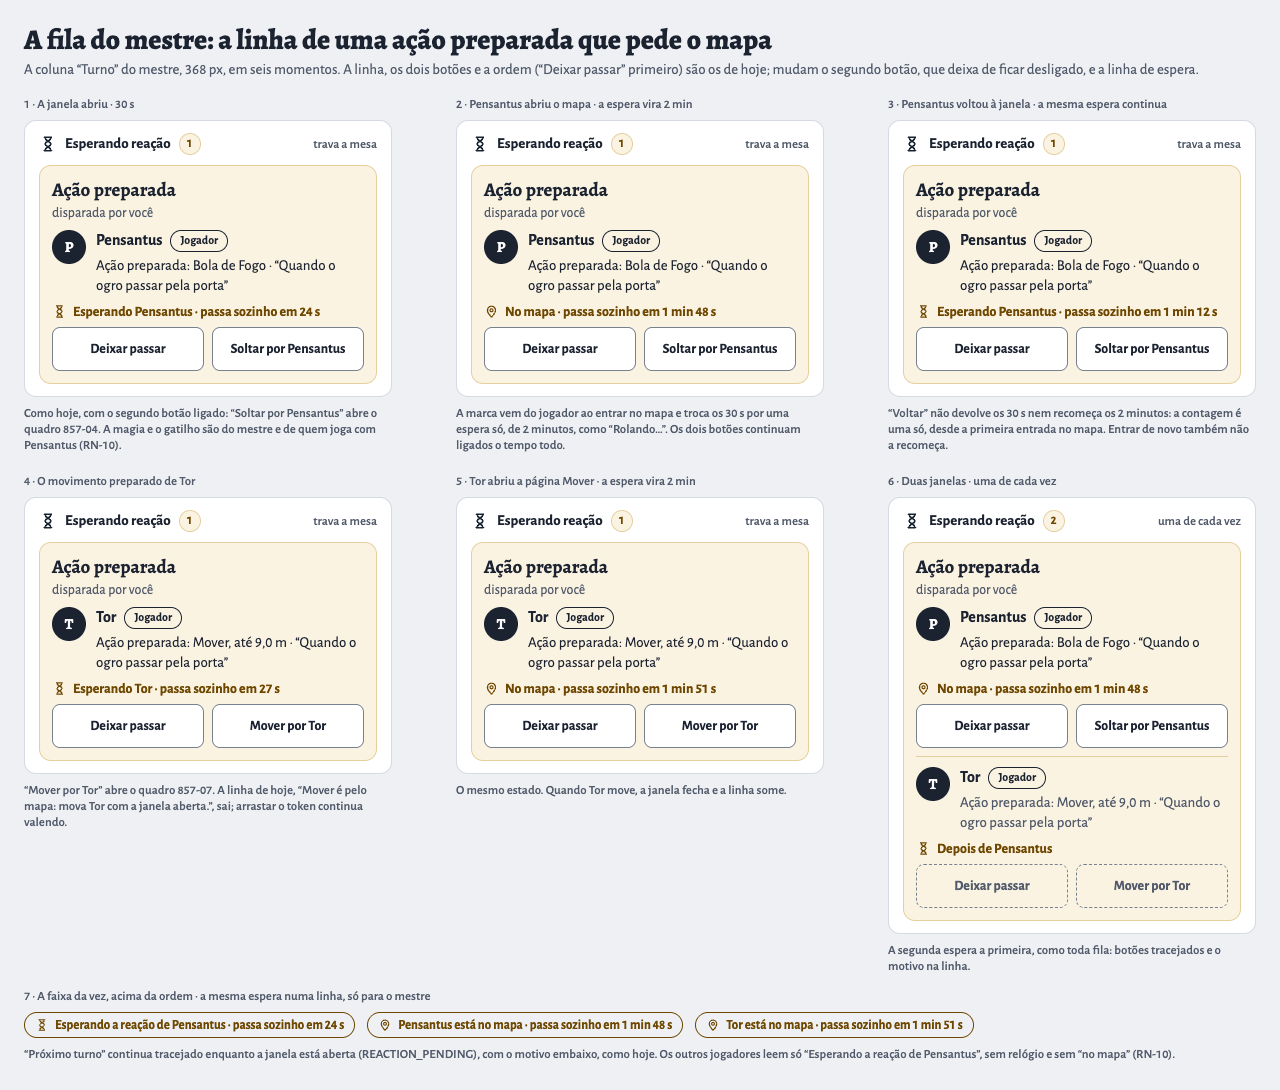 A fila do mestre: a linha de uma ação preparada que pede o mapa
A coluna “Turno” do mestre, 368 px, em seis momentos. A linha, os dois botões e a ordem (“Deixar passar” primeiro) são os de hoje; mudam o segundo botão, que deixa de ficar desligado, e a linha de espera.
1 · A janela abriu · 30 s
Esperando reação 1 trava a mesa
Ação preparada
disparada por você
P Pensantus Jogador
Ação preparada: Bola de Fogo · “Quando o
ogro passar pela porta”
Esperando Pensantus · passa sozinho em 24 s
Deixar passar Soltar por Pensantus
Como hoje, com o segundo botão ligado: “Soltar por Pensantus” abre o
quadro 857-04. A magia e o gatilho são do mestre e de quem joga com
Pensantus (RN-10).
2 · Pensantus abriu o mapa · a espera vira 2 min
Esperando reação 1 trava a mesa
Ação preparada
disparada por você
P Pensantus Jogador
Ação preparada: Bola de Fogo · “Quando o
ogro passar pela porta”
No mapa · passa sozinho em 1 min 48 s
Deixar passar Soltar por Pensantus
A marca vem do jogador ao entrar no mapa e troca os 30 s por uma
espera só, de 2 minutos, como “Rolando…”. Os dois botões continuam
ligados o tempo todo.
3 · Pensantus voltou à janela · a mesma espera continua
Esperando reação 1 trava a mesa
Ação preparada
disparada por você
P Pensantus Jogador
Ação preparada: Bola de Fogo · “Quando o
ogro passar pela porta”
Esperando Pensantus · passa sozinho em 1 min 12 s
Deixar passar Soltar por Pensantus
“Voltar” não devolve os 30 s nem recomeça os 2 minutos: a contagem é
uma só, desde a primeira entrada no mapa. Entrar de novo também não
a recomeça.
4 · O movimento preparado de Tor
Esperando reação 1 trava a mesa
Ação preparada
disparada por você
T Tor Jogador
Ação preparada: Mover, até 9,0 m · “Quando o
ogro passar pela porta”
Esperando Tor · passa sozinho em 27 s
Deixar passar Mover por Tor
“Mover por Tor” abre o quadro 857-07. A linha de hoje, “Mover é pelo
mapa: mova Tor com a janela aberta.”, sai; arrastar o token continua
valendo.
5 · Tor abriu a página Mover · a espera vira 2 min
Esperando reação 1 trava a mesa
Ação preparada
disparada por você
T Tor Jogador
Ação preparada: Mover, até 9,0 m · “Quando o
ogro passar pela porta”
No mapa · passa sozinho em 1 min 51 s
Deixar passar Mover por Tor
O mesmo estado. Quando Tor move, a janela fecha e a linha some.
6 · Duas janelas · uma de cada vez
Esperando reação 2 uma de cada vez
Ação preparada
disparada por você
P Pensantus Jogador
Ação preparada: Bola de Fogo · “Quando o
ogro passar pela porta”
No mapa · passa sozinho em 1 min 48 s
Deixar passar Soltar por Pensantus
T Tor Jogador
Ação preparada: Mover, até 9,0 m · “Quando o
ogro passar pela porta”
Depois de Pensantus
Deixar passar Mover por Tor
A segunda espera a primeira, como toda fila: botões tracejados e o
motivo na linha.
7 · A faixa da vez, acima da ordem · a mesma espera numa linha, só para o mestre
Esperando a reação de Pensantus · passa sozinho em 24 s Pensantus está no mapa · passa sozinho em 1 min 48 s Tor está no mapa · passa sozinho em 1 min 51 s
“Próximo turno” continua tracejado enquanto a janela está aberta (REACTION_PENDING), com o motivo embaixo, como hoje. Os outros jogadores leem só “Esperando a reação de Pensantus”, sem relógio e sem “no mapa” (RN-10).